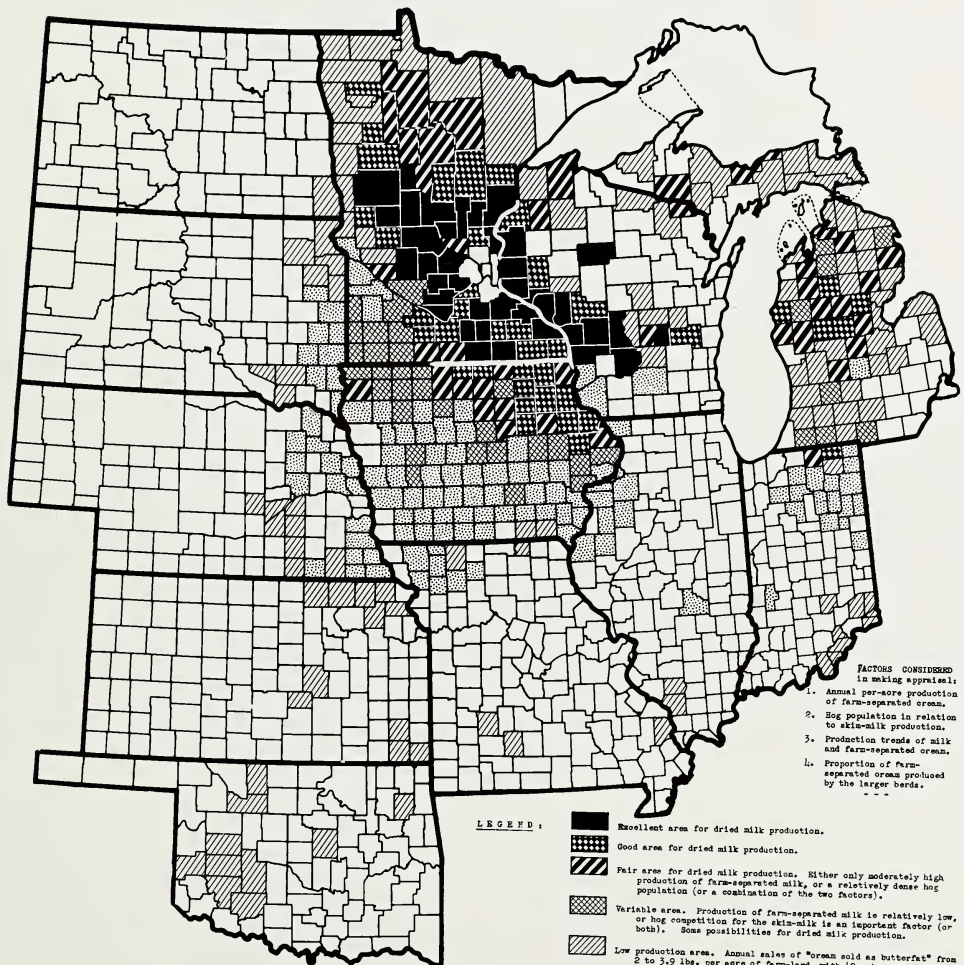 FACTORS CONSIDERED
in making appraisal:
1. Annual per-acre production
of farm-separated cream.
2. Hog population in relation
to skim-milk production.
3. Production trends of milk
and farm-separated cream.
4. Proportion of farm-
separated cream produced
by the larger herds.
- - -
LEGEND:
Excellent area for dried milk production.
Good area for dried milk production.
Fair area for dried milk production. Either only moderately high
production of farm-separated milk, or a reletively dense hog
population (or a combination of the two factors).
Variable area. Production of farm-separated milk is relatively low,
or hog competition for the skim-milk is an important factor (or
both). Some possibilities for dried milk production.
Low production area. Annual sales of "cream sold as butterfat" from
2 to 3.9 lbs. per acre of farm-land, with